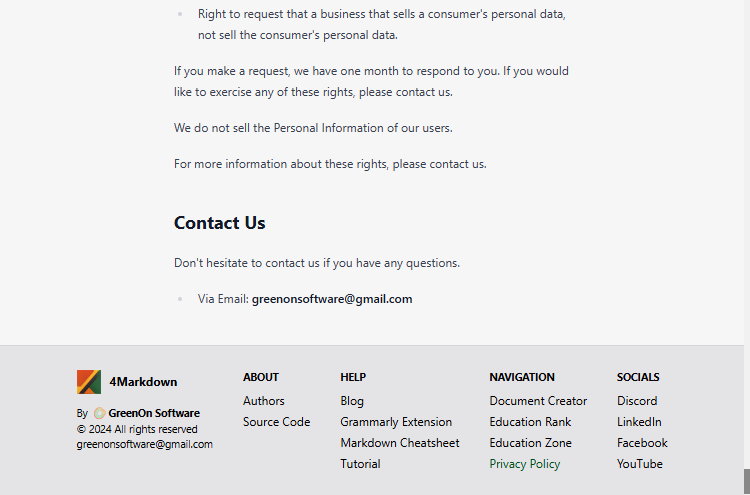 Right to request that a business that sells a consumer's personal data,
not sell the consumer's personal data.
If you make a request, we have one month to respond to you. If you would
like to exercise any of these rights, please contact us.
We do not sell the Personal Information of our users.
For more information about these rights, please contact us.
Contact Us
Don't hesitate to contact us if you have any questions.
Via Email: greenonsoftware@gmail.com
4Markdown
By GreenOn Software
© 2024 All rights reserved
greenonsoftware@gmail.com
ABOUT
Authors
Source Code
HELP
Blog
Grammarly Extension
Markdown Cheatsheet
Tutorial
NAVIGATION
Document Creator
Education Rank
Education Zone
Privacy Policy
SOCIALS
Discord
LinkedIn
Facebook
YouTube